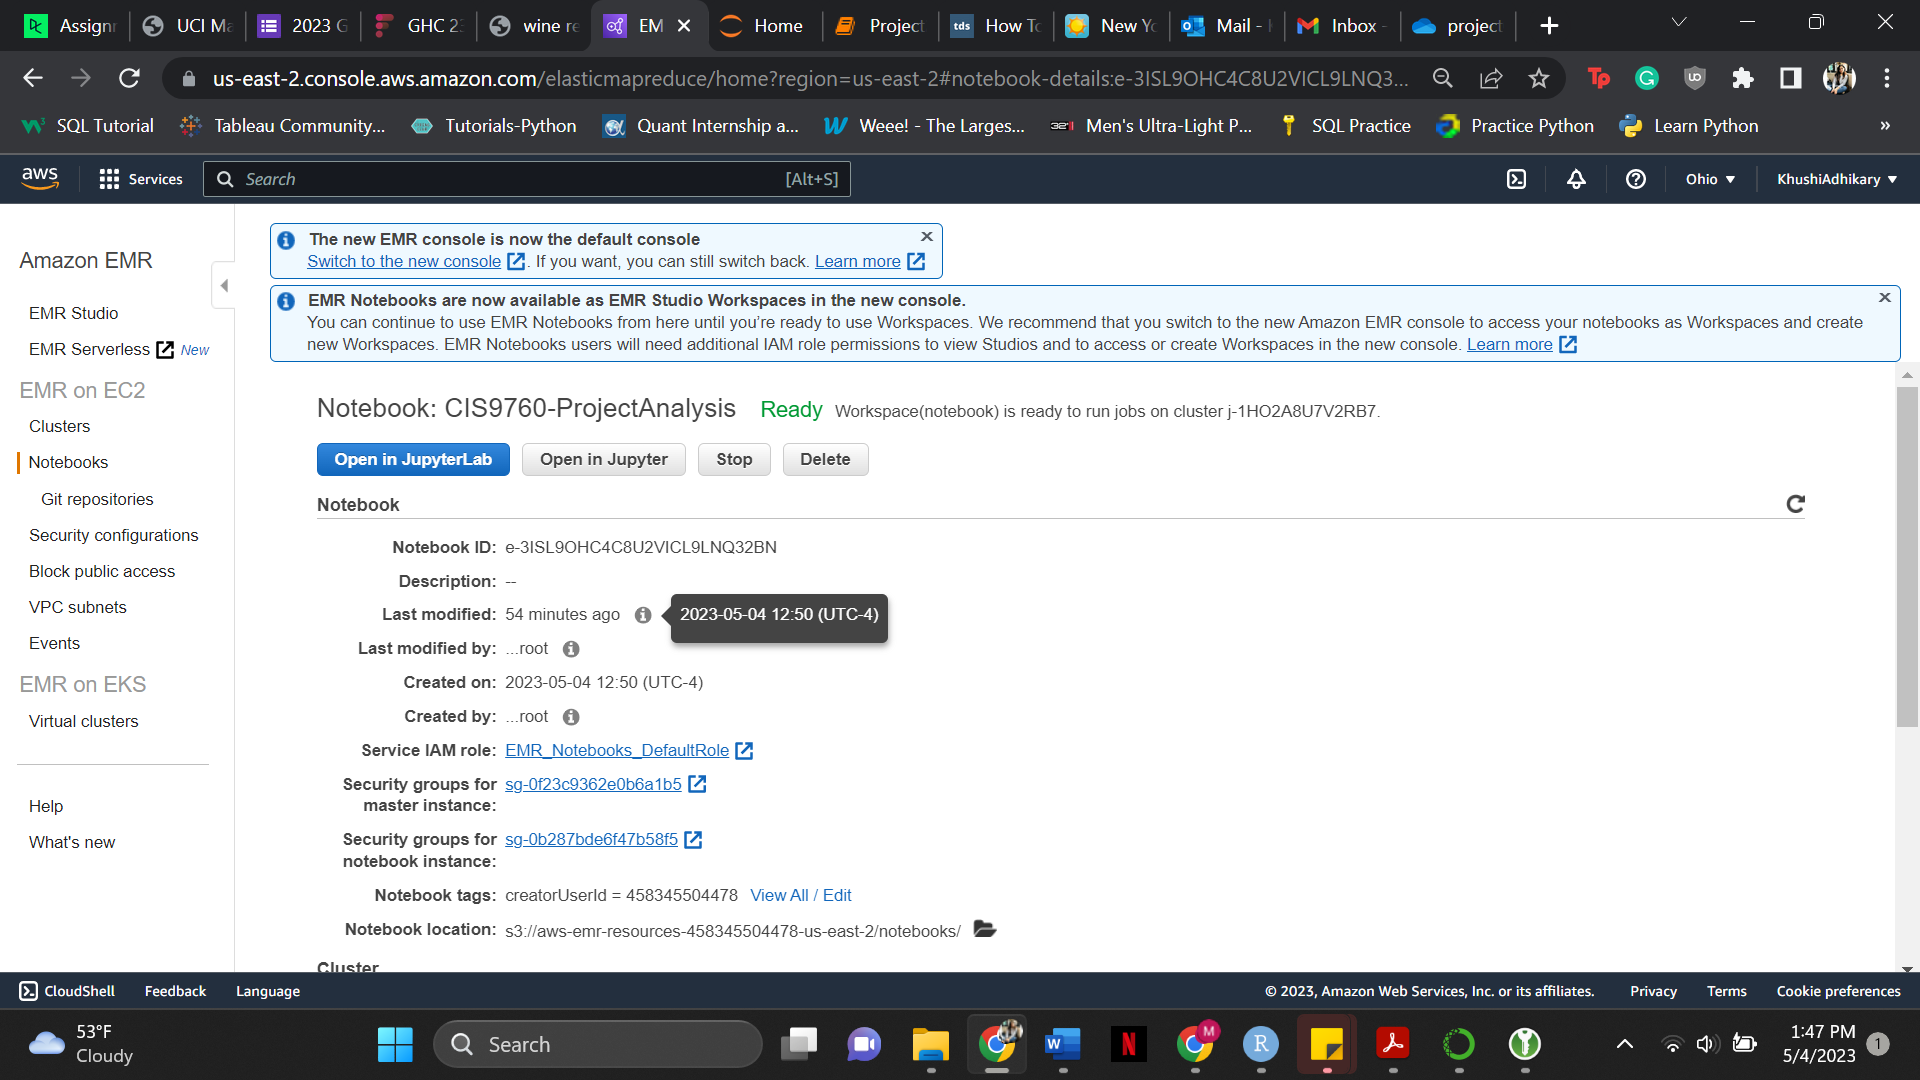 Assignm
UCI Ma
2023 G
GHC 23
wine re
EM
Home
Project
How To
New Yo
Mail -
Inbox -
project
us-east-2.console.aws.amazon.com/elasticmapreduce/home?region=us-east-2#notebook-details:e-3ISL9OHC4C8U2VICL9LNQ3...
SQL Tutorial
Tableau Community...
Tutorials-Python
Quant Internship a...
Weee! - The Larges...
Men's Ultra-Light P...
SQL Practice
Practice Python
Learn Python
»
aws
Services
Search
[Alt+S]
Ohio
KhushiAdhikary
Amazon EMR
EMR Studio
EMR Serverless New
EMR on EC2
Clusters
Notebooks
Git repositories
Security configurations
Block public access
VPC subnets
Events
EMR on EKS
Virtual clusters
Help
What's new
The new EMR console is now the default console
Switch to the new console. If you want, you can still switch back. Learn more
EMR Notebooks are now available as EMR Studio Workspaces in the new console.
You can continue to use EMR Notebooks from here until you're ready to use Workspaces. We recommend that you switch to the new Amazon EMR console to access your notebooks as Workspaces and create
new Workspaces. EMR Notebooks users will need additional IAM role permissions to view Studios and to access or create Workspaces in the new console. Learn more
Notebook: CIS9760-ProjectAnalysis Ready Workspace(notebook) is ready to run jobs on cluster j-1HO2A8U7V2RB7.
Open in JupyterLab
Open in Jupyter
Stop
Delete
Notebook
Notebook ID: e-3ISL9OHC4C8U2VICL9LNQ32BN
Description: --
Last modified: 54 minutes ago
2023-05-04 12:50 (UTC-4)
Last modified by: ...root
Created on: 2023-05-04 12:50 (UTC-4)
Created by: ...root
Service IAM role: EMR_Notebooks_DefaultRole
Security groups for sg-0f23c9362e0b6a1b5
master instance:
Security groups for sg-0b287bde6f47b58f5
notebook instance:
Notebook tags: creatorUserId = 458345504478 View All / Edit
Notebook location: s3://aws-emr-resources-458345504478-us-east-2/notebooks/
Cluster
CloudShell
Feedback
Language
© 2023, Amazon Web Services, Inc. or its affiliates.
Privacy
Terms
Cookie preferences
53°F
Cloudy
Search
1:47 PM
5/4/2023
1